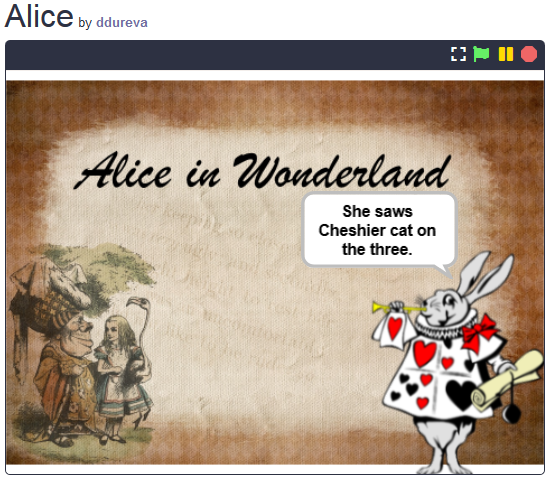 Alice by ddureva
Alice in Wonderland
She saws
Cheshier cat on
the three.